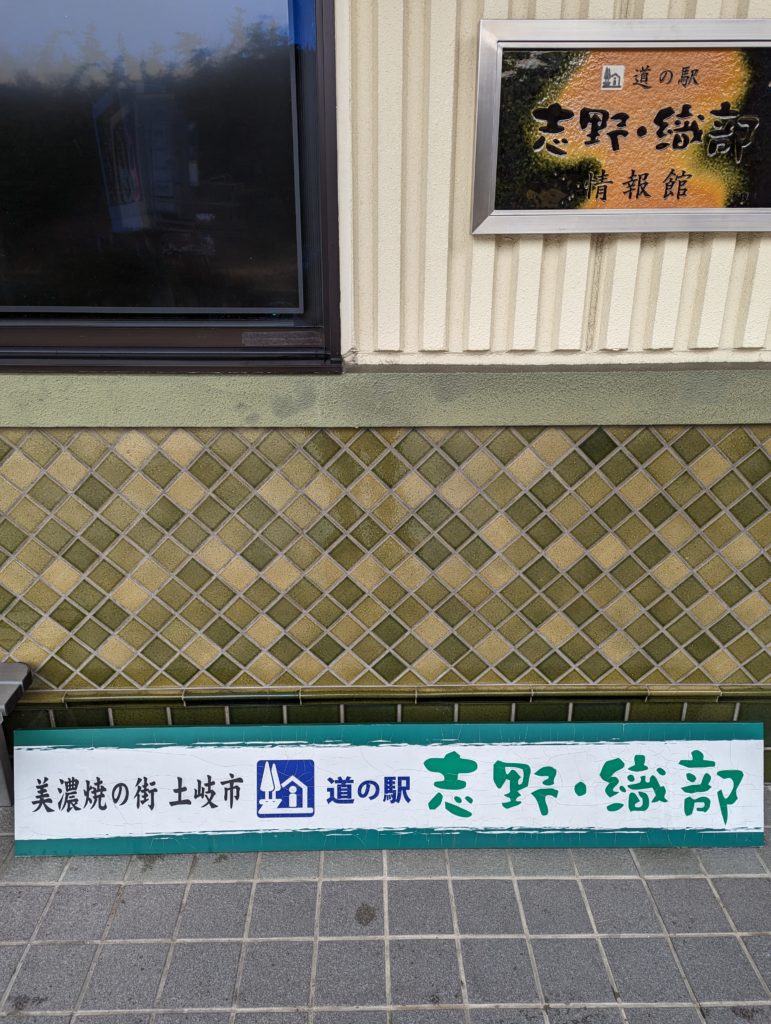 道の駅
志野・織部
情報館
美濃焼の街 土岐市 道の駅 志野・織部